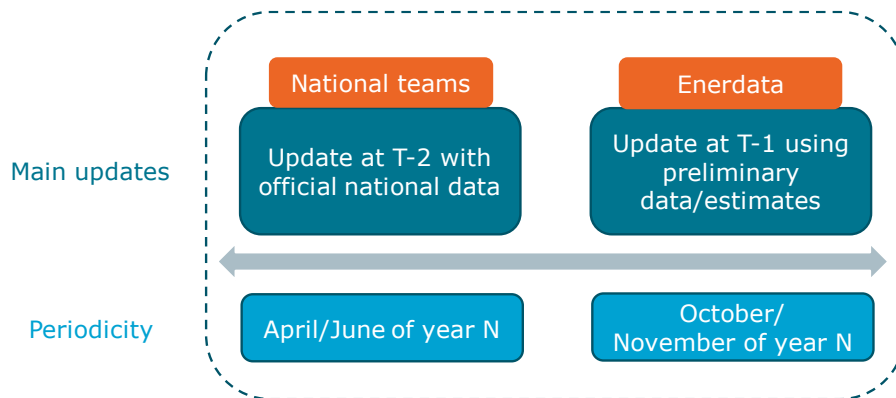 National teams
Enerdata
Main updates
Update at T-2 with
official national data
Update at T-1 using
preliminary
data/estimates
Periodicity
April/June of year N
October/
November of year N